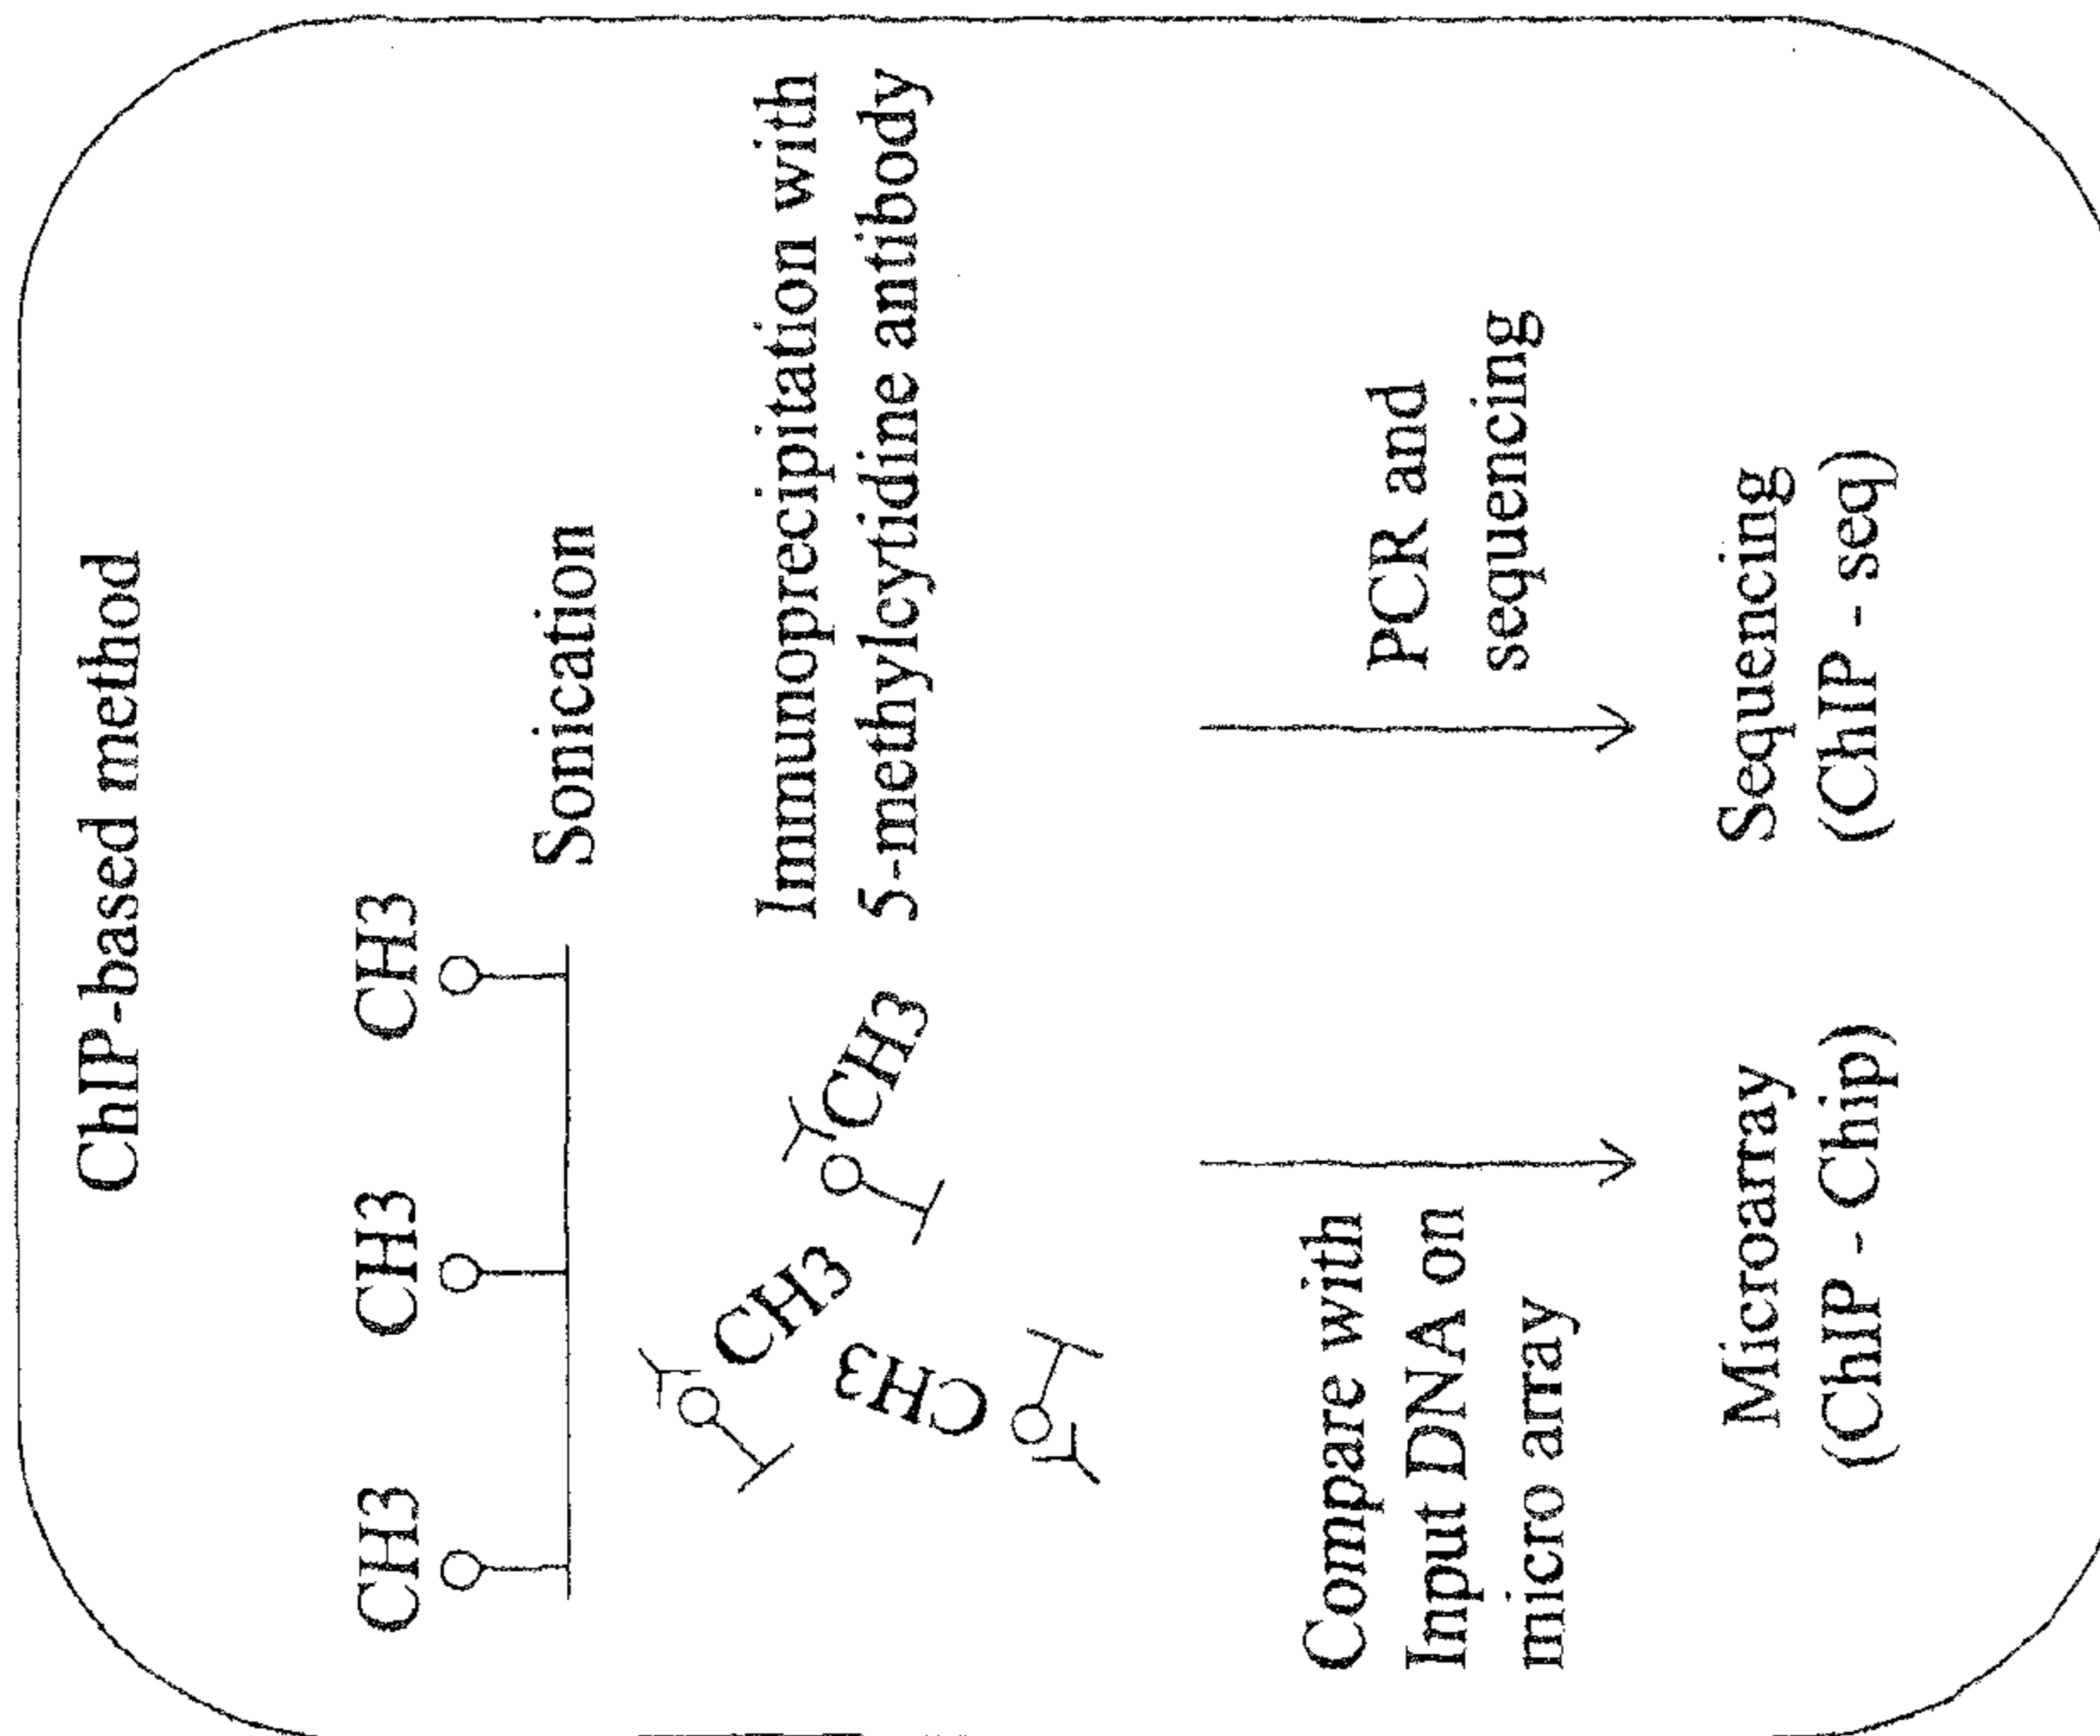 ChIP-based method
CH3 CH3 CH3
Sonication
Immunoprecipitation with
5-methylcytidine antibody
CH3
CH3
CH3
Compare with
Input DNA on
micro array
PCR and
sequencing
Microarray
(ChIP - Chip)
Sequencing
(ChIP - seq)